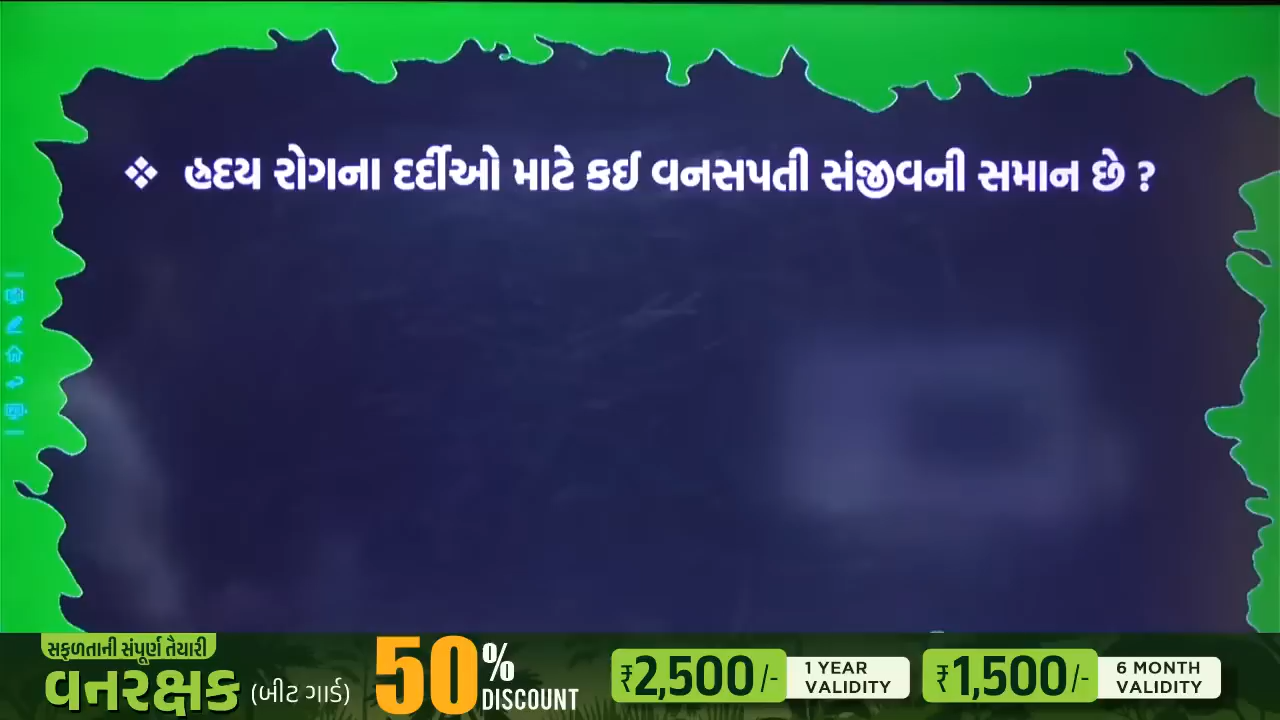 ❖ હૃદય રોગના દર્દીઓ માટે કઈ વનસપતી સંજીવની સમાન છે ?
સફળતાની સંપૂર્ણ તૈયારી
વનરક્ષક (બીટ ગાર્ડ)
50% DISCOUNT
₹2,500/- 1 YEAR VALIDITY
₹1,500/- 6 MONTH VALIDITY